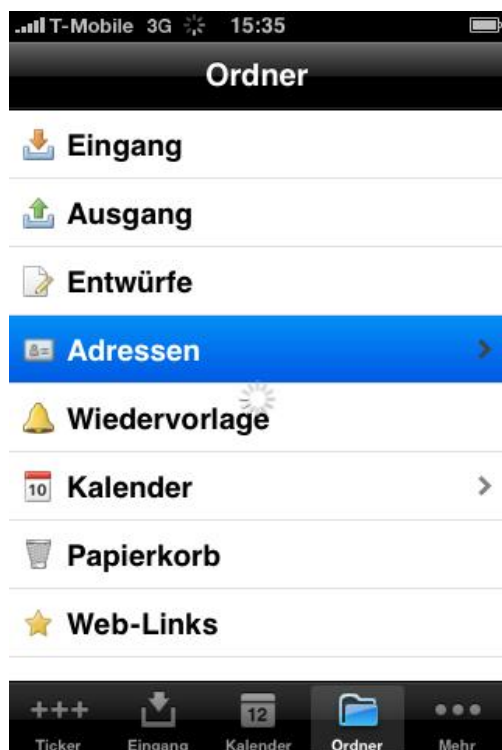 T-Mobile 3G 15:35
Ordner
Eingang
Ausgang
Entwürfe
Adressen
Wiedervorlage
10 Kalender
Papierkorb
Web-Links
+++ 12
Ticker Eingang Kalender Ordner Mehr